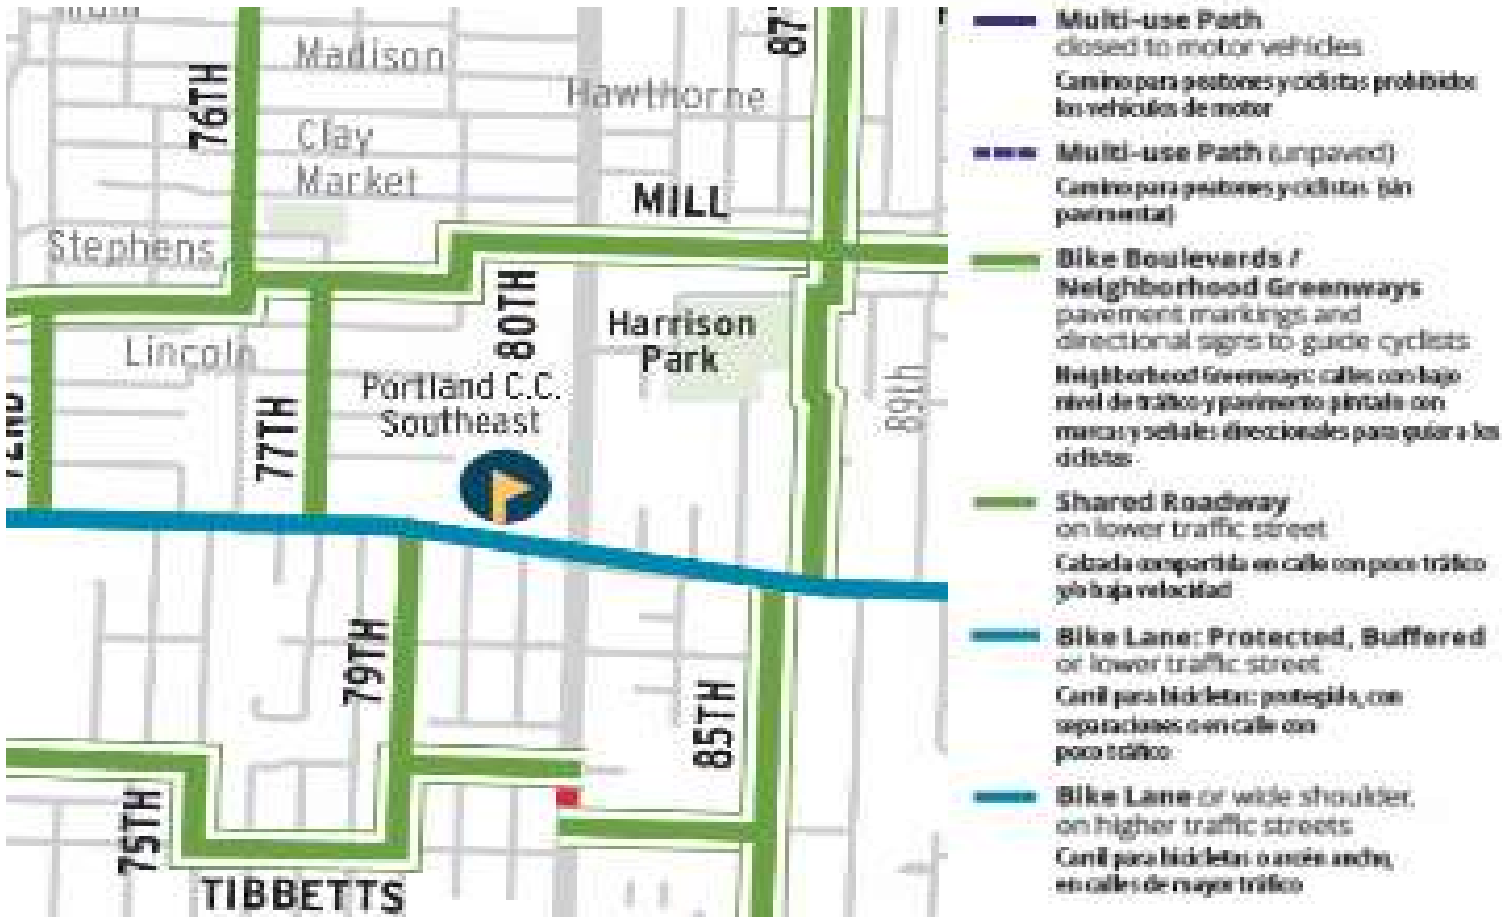 Madison
76TH
87T
Hawthorne
Clay
Market
MILL
Stephens
80TH
Harrison
Park
Lincoln
Portland C.C.
Southeast
77TH
72ND
89th
79TH
85TH
75TH
TIBBETTS
Multi-use Path
closed to motor vehicles
Camino para peatones y ciclistas prohibidos
los vehículos de motor
Multi-use Path (unpaved)
Camino para peatones y ciclistas (sin
pavimentar)
Bike Boulevards /
Neighborhood Greenways
pavement markings and
directional signs to guide cyclists
Neighborhood Greenways: calles con bajo
nivel de tráfico y pavimento pintado con
marcas y señales direccionales para guiar a los
ciclistas
Shared Roadway
on lower traffic street
Calzada compartida en calle con poco tráfico
y/o baja velocidad
Bike Lane: Protected, Buffered
or lower traffic street
Carril para bicicletas: protegido, con
separaciones o en calle con
poco tráfico
Bike Lane or wide shoulder,
on higher traffic streets
Carril para bicicletas o arcén ancho,
en calles de mayor tráfico